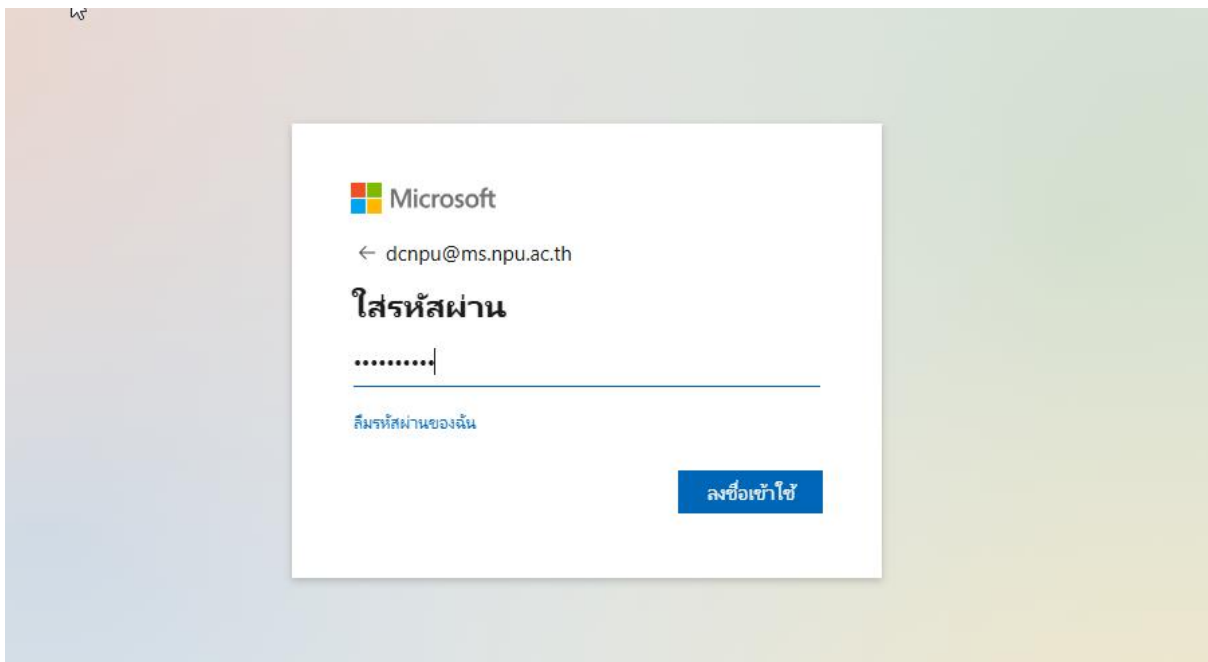 Microsoft
← dcnpu@ms.npu.ac.th
ใส่รหัสผ่าน
••••••••••
ลืมรหัสผ่านของฉัน
ลงชื่อเข้าใช้